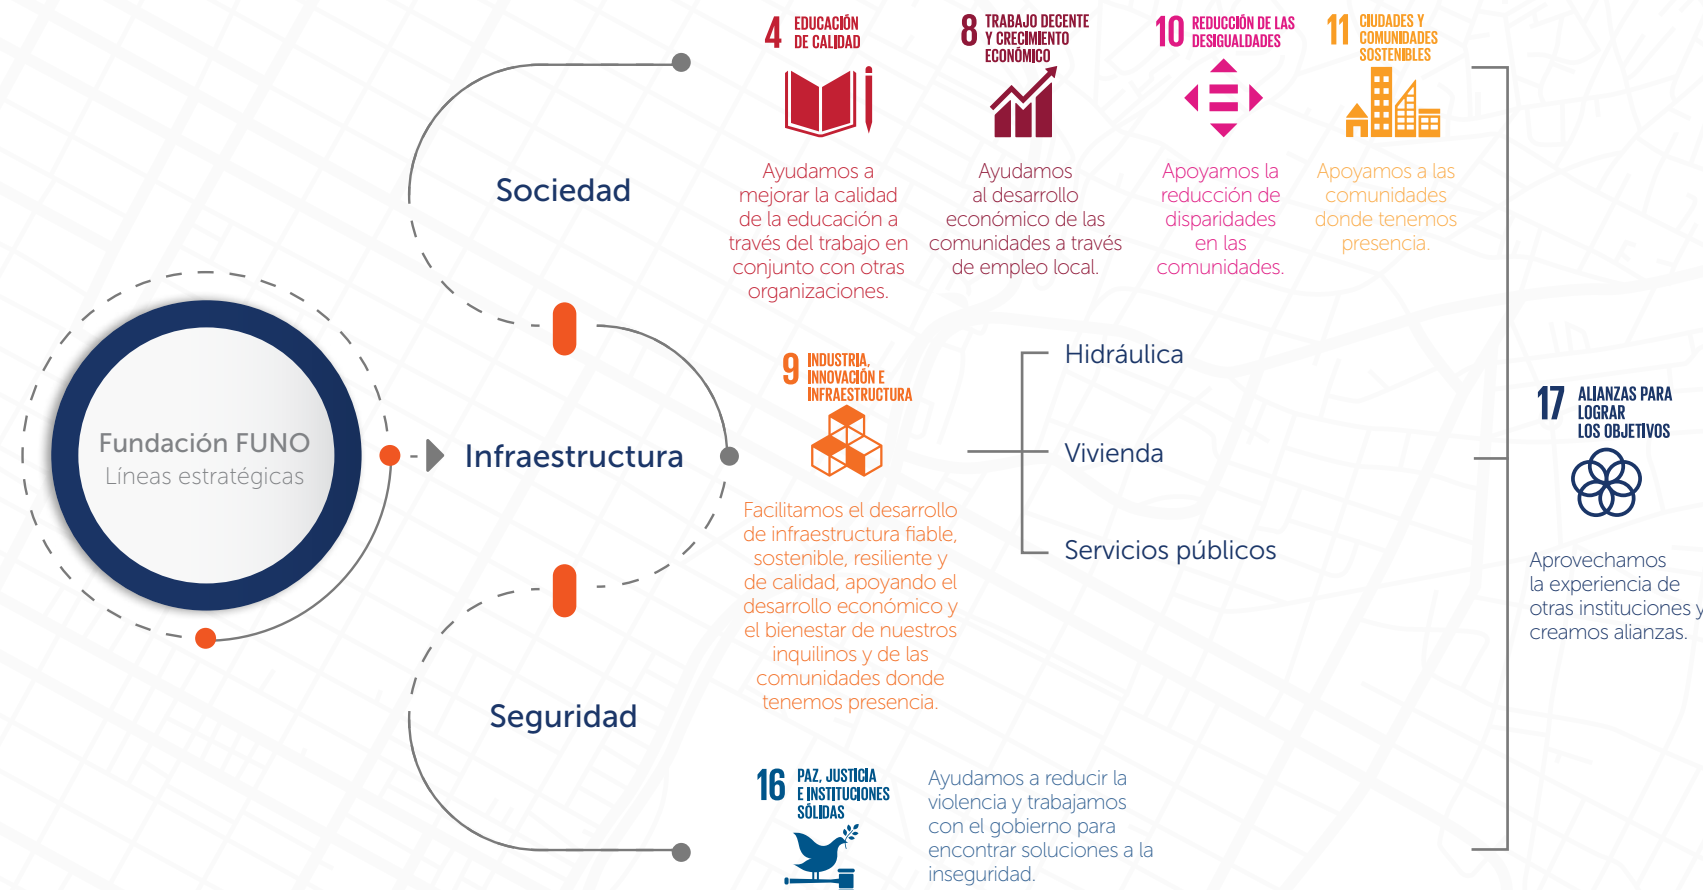 Fundación FUNO
Líneas estratégicas
Sociedad
4 EDUCACIÓN
DE CALIDAD
Ayudamos a
mejorar la calidad
de la educación a
través del trabajo en
conjunto con otras
organizaciones.
8 TRABAJO DECENTE
Y CRECIMIENTO
ECONÓMICO
Ayudamos
al desarrollo
económico de las
comunidades a través
de empleo local.
10 REDUCCIÓN DE LAS
DESIGUALDADES
Apoyamos la
reducción de
disparidades
en las
comunidades.
11 CIUDADES Y
COMUNIDADES
SOSTENIBLES
Apoyamos a las
comunidades
donde tenemos
presencia.
Infraestructura
9 INDUSTRIA,
INNOVACIÓN E
INFRAESTRUCTURA
Facilitamos el desarrollo
de infraestructura fiable,
sostenible, resiliente y
de calidad, apoyando el
desarrollo económico y
el bienestar de nuestros
inquilinos y de las
comunidades donde
tenemos presencia.
Hidráulica
Vivienda
Servicios públicos
Seguridad
16 PAZ, JUSTICIA
E INSTITUCIONES
SÓLIDAS
Ayudamos a reducir la
violencia y trabajamos
con el gobierno para
encontrar soluciones a la
inseguridad.
17 ALIANZAS PARA
LOGRAR
LOS OBJETIVOS
Aprovechamos
la experiencia de
otras instituciones y
creamos alianzas.